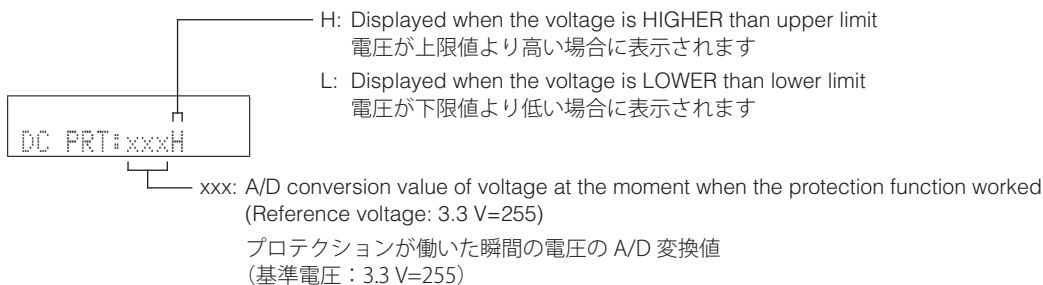 H: Displayed when the voltage is HIGHER than upper limit
電圧が上限値より高い場合に表示されます
L: Displayed when the voltage is LOWER than lower limit
電圧が下限値より低い場合に表示されます
DC PRT:xxxH
xxx: A/D conversion value of voltage at the moment when the protection function worked
(Reference voltage: 3.3 V=255)
プロテクションが働いた瞬間の電圧の A/D 変換値
（基準電圧：3.3 V=255）